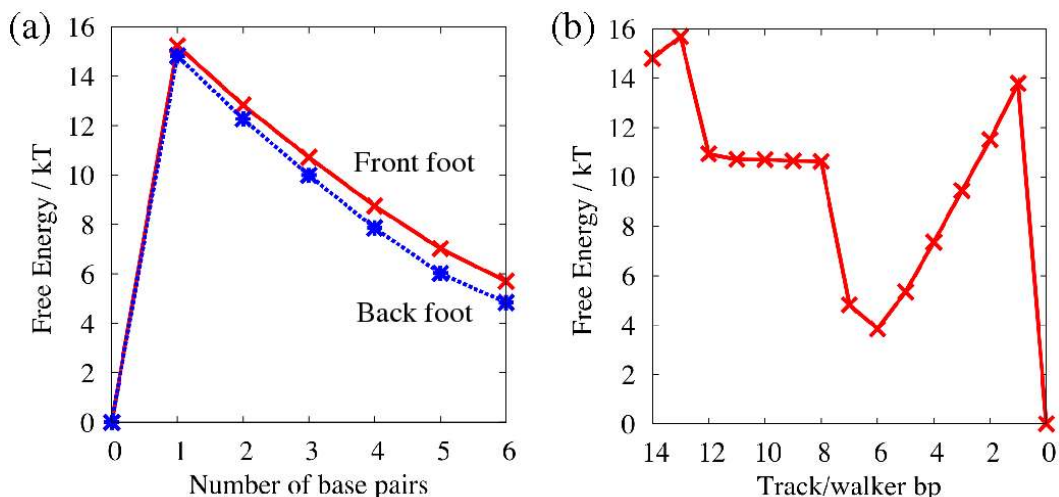 (a)
16
14
12
10
8
6
4
2
0
Free Energy / kT
Front foot
Back foot
0 1 2 3 4 5 6
Number of base pairs
(b)
16
14
12
10
8
6
4
2
0
Free Energy / kT
14 12 10 8 6 4 2 0
Track/walker bp